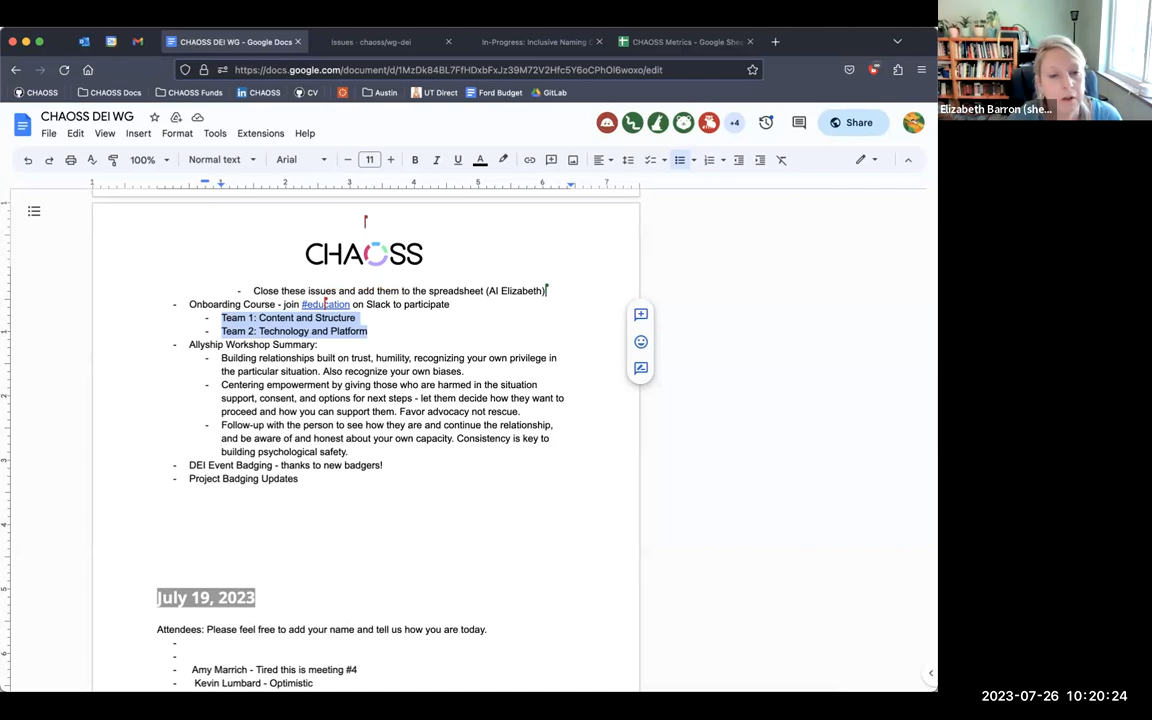 CHAOSS DEI WG - Google Docs
Issues · chaoss/wg-dei
In-Progress: Inclusive Naming
CHAOSS Metrics - Google She
https://docs.google.com/document/d/1MzDk84BL7FfHDxbFxJz39M72V2Hfc5Y6oCPhOl6woxo/edit
CHAOSS
CHAOSS Docs
CHAOSS Funds
CHAOSS
CV
Austin
UT Direct
Ford Budget
GitLab
CHAOSS DEI WG
File Edit View Insert Format Tools Extensions Help
+4
Share
100% Normal text Arial 11
1 1 2 3 4 5 6 7
CHAOSS
- Close these issues and add them to the spreadsheet (AI Elizabeth)
- Onboarding Course - join #education on Slack to participate
- Team 1: Content and Structure
- Team 2: Technology and Platform
- Allyship Workshop Summary:
- Building relationships built on trust, humility, recognizing your own privilege in
the particular situation. Also recognize your own biases.
- Centering empowerment by giving those who are harmed in the situation
support, consent, and options for next steps - let them decide how they want to
proceed and how you can support them. Favor advocacy not rescue.
- Follow-up with the person to see how they are and continue the relationship,
and be aware of and honest about your own capacity. Consistency is key to
building psychological safety.
- DEI Event Badging - thanks to new badgers!
- Project Badging Updates
July 19, 2023
Attendees: Please feel free to add your name and tell us how you are today.
-
-
- Amy Marrich - Tired this is meeting #4
- Kevin Lumbard - Optimistic
Elizabeth Barron (she...
2023-07-26 10:20:24